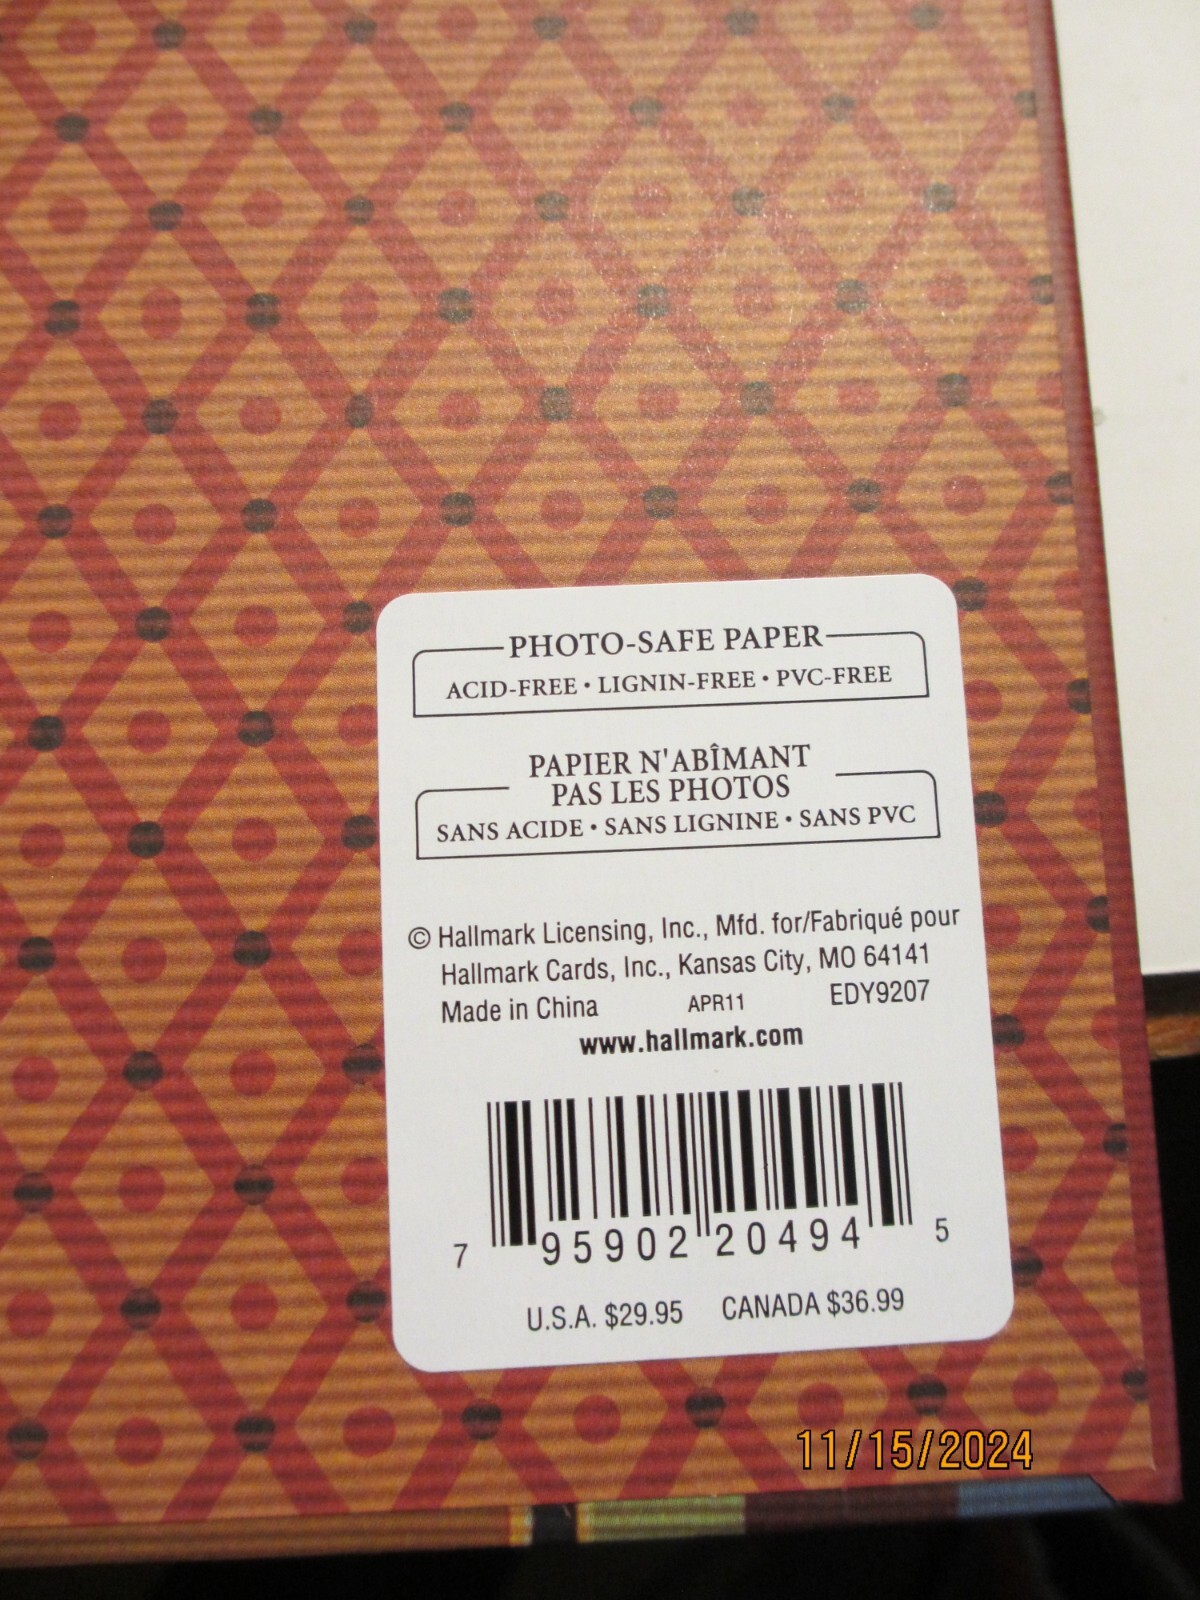 PHOTO-SAFE PAPER
ACID-FREE • LIGNIN-FREE • PVC-FREE
PAPIER N'ABÎMANT
PAS LES PHOTOS
SANS ACIDE • SANS LIGNINE • SANS PVC
© Hallmark Licensing, Inc., Mfd. for/Fabriqué pour
Hallmark Cards, Inc., Kansas City, MO 64141
Made in China APR11 EDY9207
www.hallmark.com
7 95902 20494 5
U.S.A. $29.95 CANADA $36.99
11/15/2024